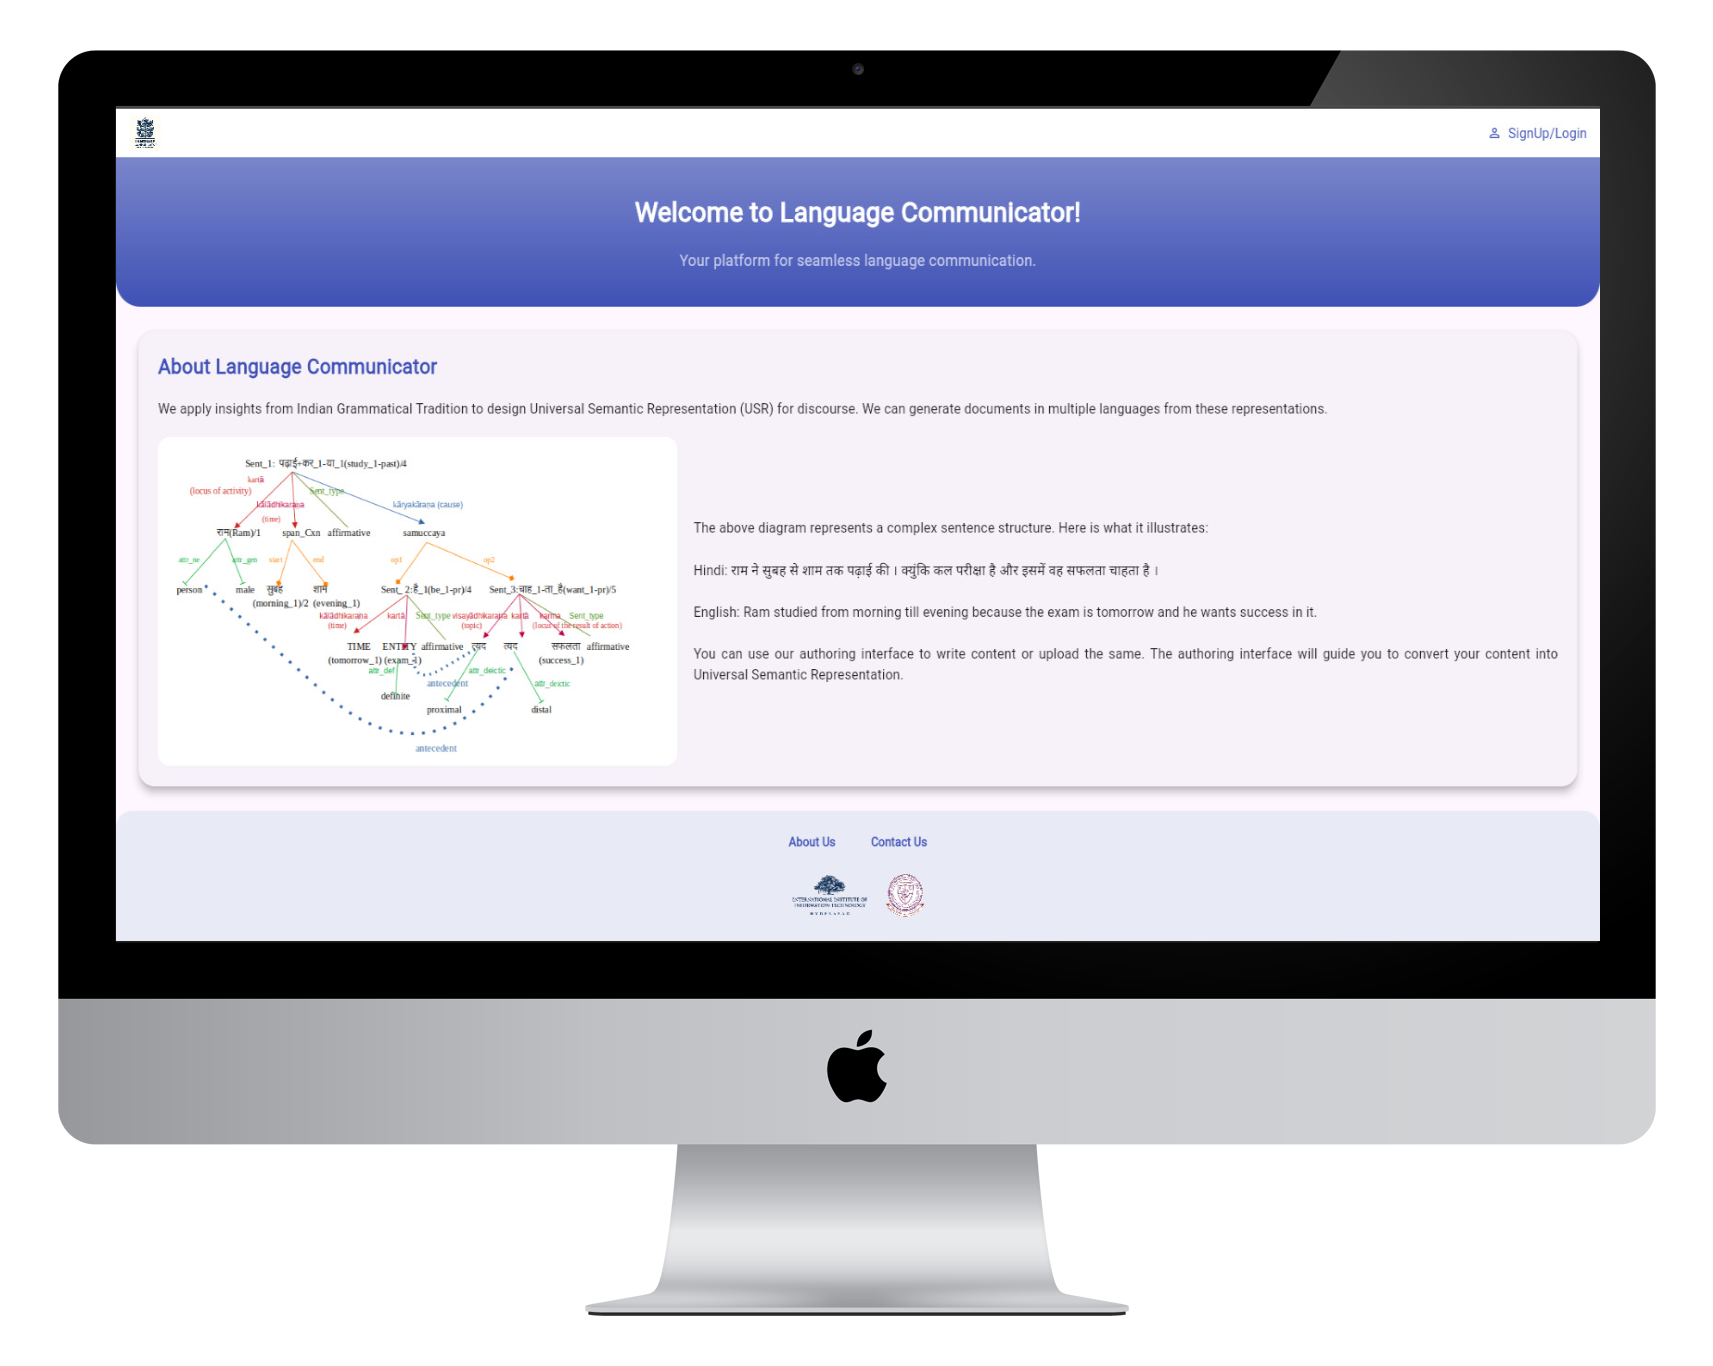 SignUp/Login
Welcome to Language Communicator!
Your platform for seamless language communication.
About Language Communicator
We apply insights from Indian Grammatical Tradition to design Universal Semantic Representation (USR) for discourse. We can generate documents in multiple languages from these representations.
Sent_1: पढ़ाई+कर_1-या_1(study_1-past)/4
kartā
(locus of activity)
Sent_type
kālādhikaraṇa
kāryakāraṇa (cause)
(time)
राम(Ram)/1 span_Cxn affirmative samuccaya
attr_ne attr_gen start end op1 op2
person male सुबह शाम Sent_ 2:है_1(be_1-pr)/4 Sent_3:चाह_1-ता_है(want_1-pr)/5
(morning_1)/2 (evening_1)
kālādhikaraṇa kartā Sent_type visayādhikaraṇa kartā karma Sent_type
(time) (topic) (locus of the result of action)
TIME ENTITY affirmative त्यद् सफलता affirmative
(tomorrow_1) (exam_1) (success_1)
attr_def attr_deictic
antecedent attr_deictic
definite
proximal distal
antecedent
The above diagram represents a complex sentence structure. Here is what it illustrates:
Hindi: राम ने सुबह से शाम तक पढ़ाई की । क्युंकि कल परीक्षा है और इसमें वह सफलता चाहता है ।
English: Ram studied from morning till evening because the exam is tomorrow and he wants success in it.
You can use our authoring interface to write content or upload the same. The authoring interface will guide you to convert your content into
Universal Semantic Representation.
About Us Contact Us
INTERNATIONAL INSTITUTE OF
INFORMATION TECHNOLOGY
HYDERABAD